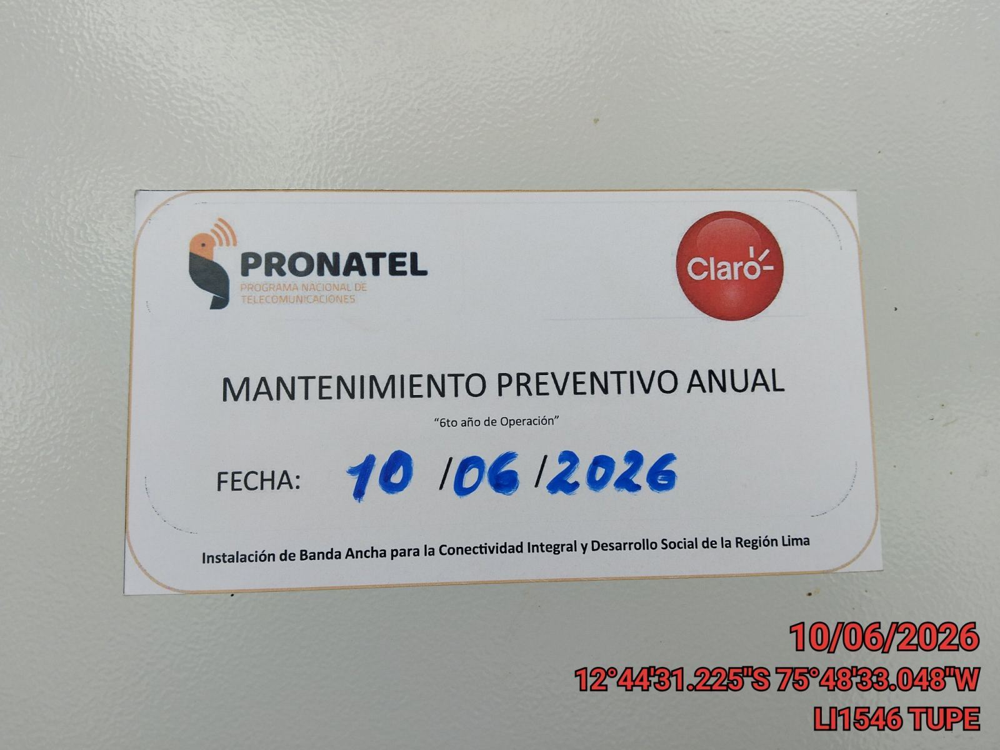 PRONATEL
PROGRAMA NACIONAL DE
TELECOMUNICACIONES
Claro
MANTENIMIENTO PREVENTIVO ANUAL
“6to año de Operación”
FECHA: 10 /06 /2026
Instalación de Banda Ancha para la Conectividad Integral y Desarrollo Social de la Región Lima
10/06/2026
12°44'31.225"S 75°48'33.048"W
LI1546 TUPE